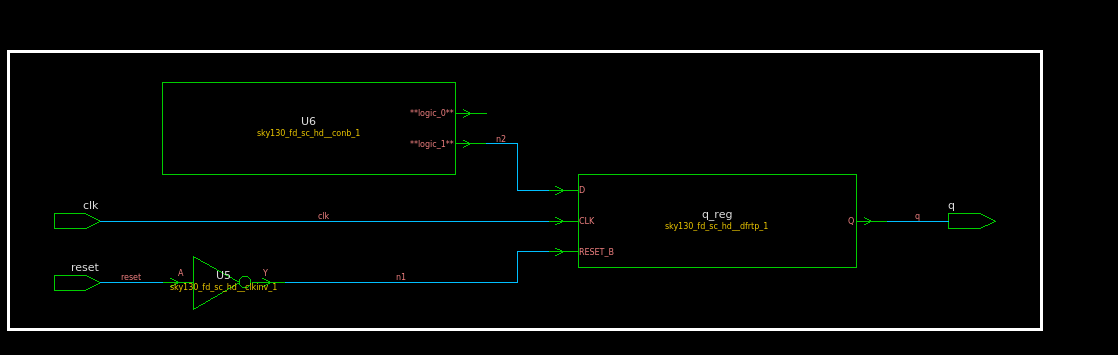 **logic_0**
U6
sky130_fd_sc_hd__conb_1
**logic_1**
n2
D
clk
clk
CLK
q_reg
sky130_fd_sc_hd__dfrtp_1
Q
q
q
RESET_B
reset
reset
A
U5
Y
sky130_fd_sc_hd__clkinv_1
n1